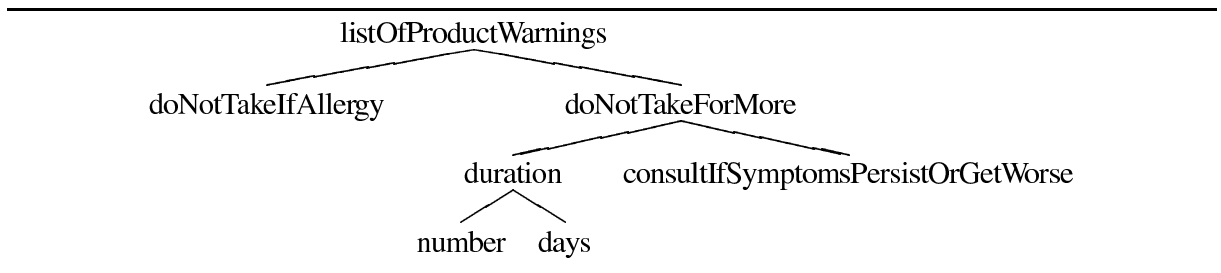 listOfProductWarnings
doNotTakeIfAllergy doNotTakeForMore
duration consultIfSymptomsPersistOrGetWorse
number days